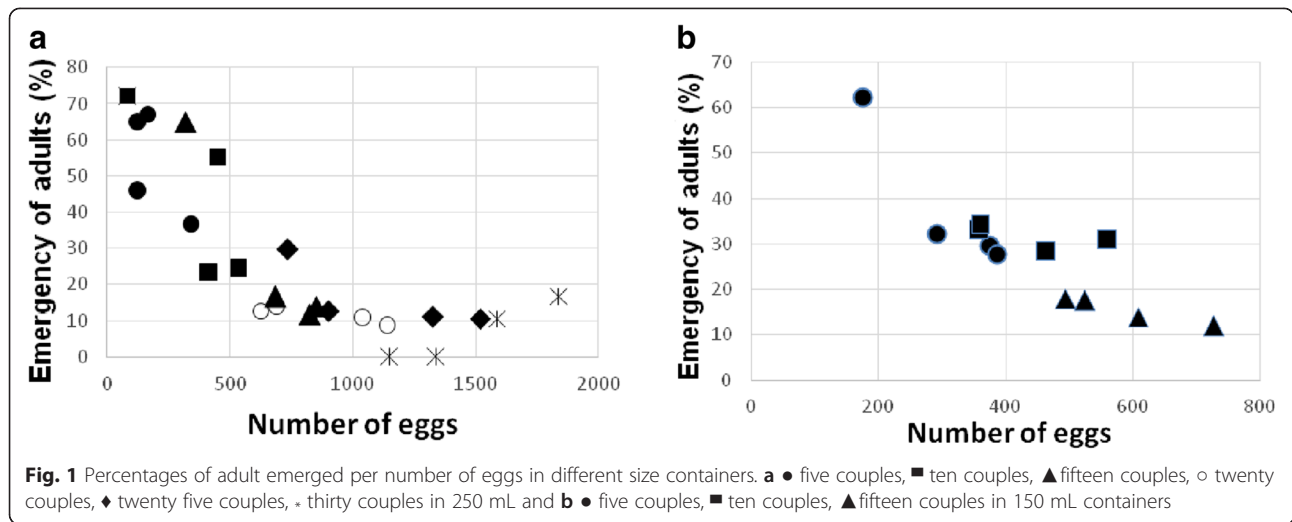 a
80
70
60
50
40
30
20
10
0
0 500 1000 1500 2000
Emergency of adults (%)
Number of eggs
b
70
60
50
40
30
20
10
0
0 200 400 600 800
Emergency of adults (%)
Number of eggs
Fig. 1 Percentages of adult emerged per number of eggs in different size containers. a ● five couples, ■ ten couples, ▲ fifteen couples, ○ twenty
couples, ♦ twenty five couples, * thirty couples in 250 mL and b ● five couples, ■ ten couples, ▲ fifteen couples in 150 mL containers